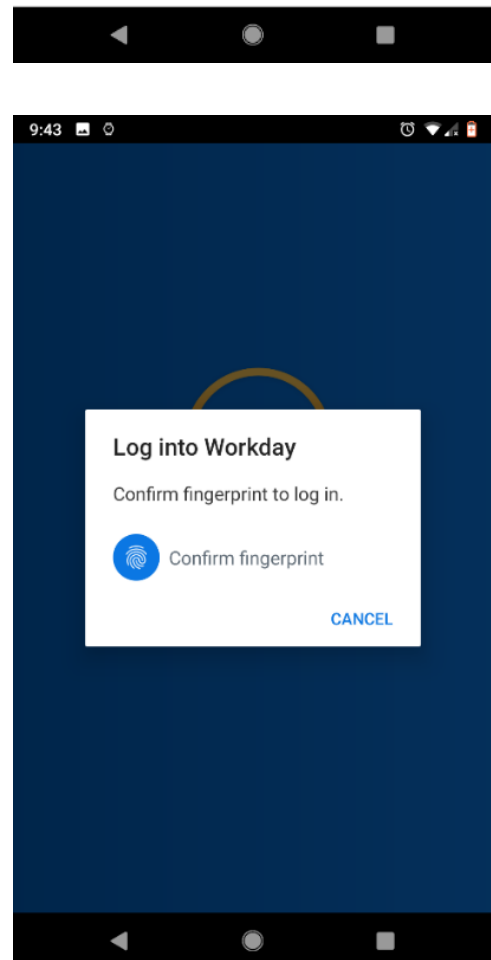 9:43
Log into Workday
Confirm fingerprint to log in.
Confirm fingerprint
CANCEL